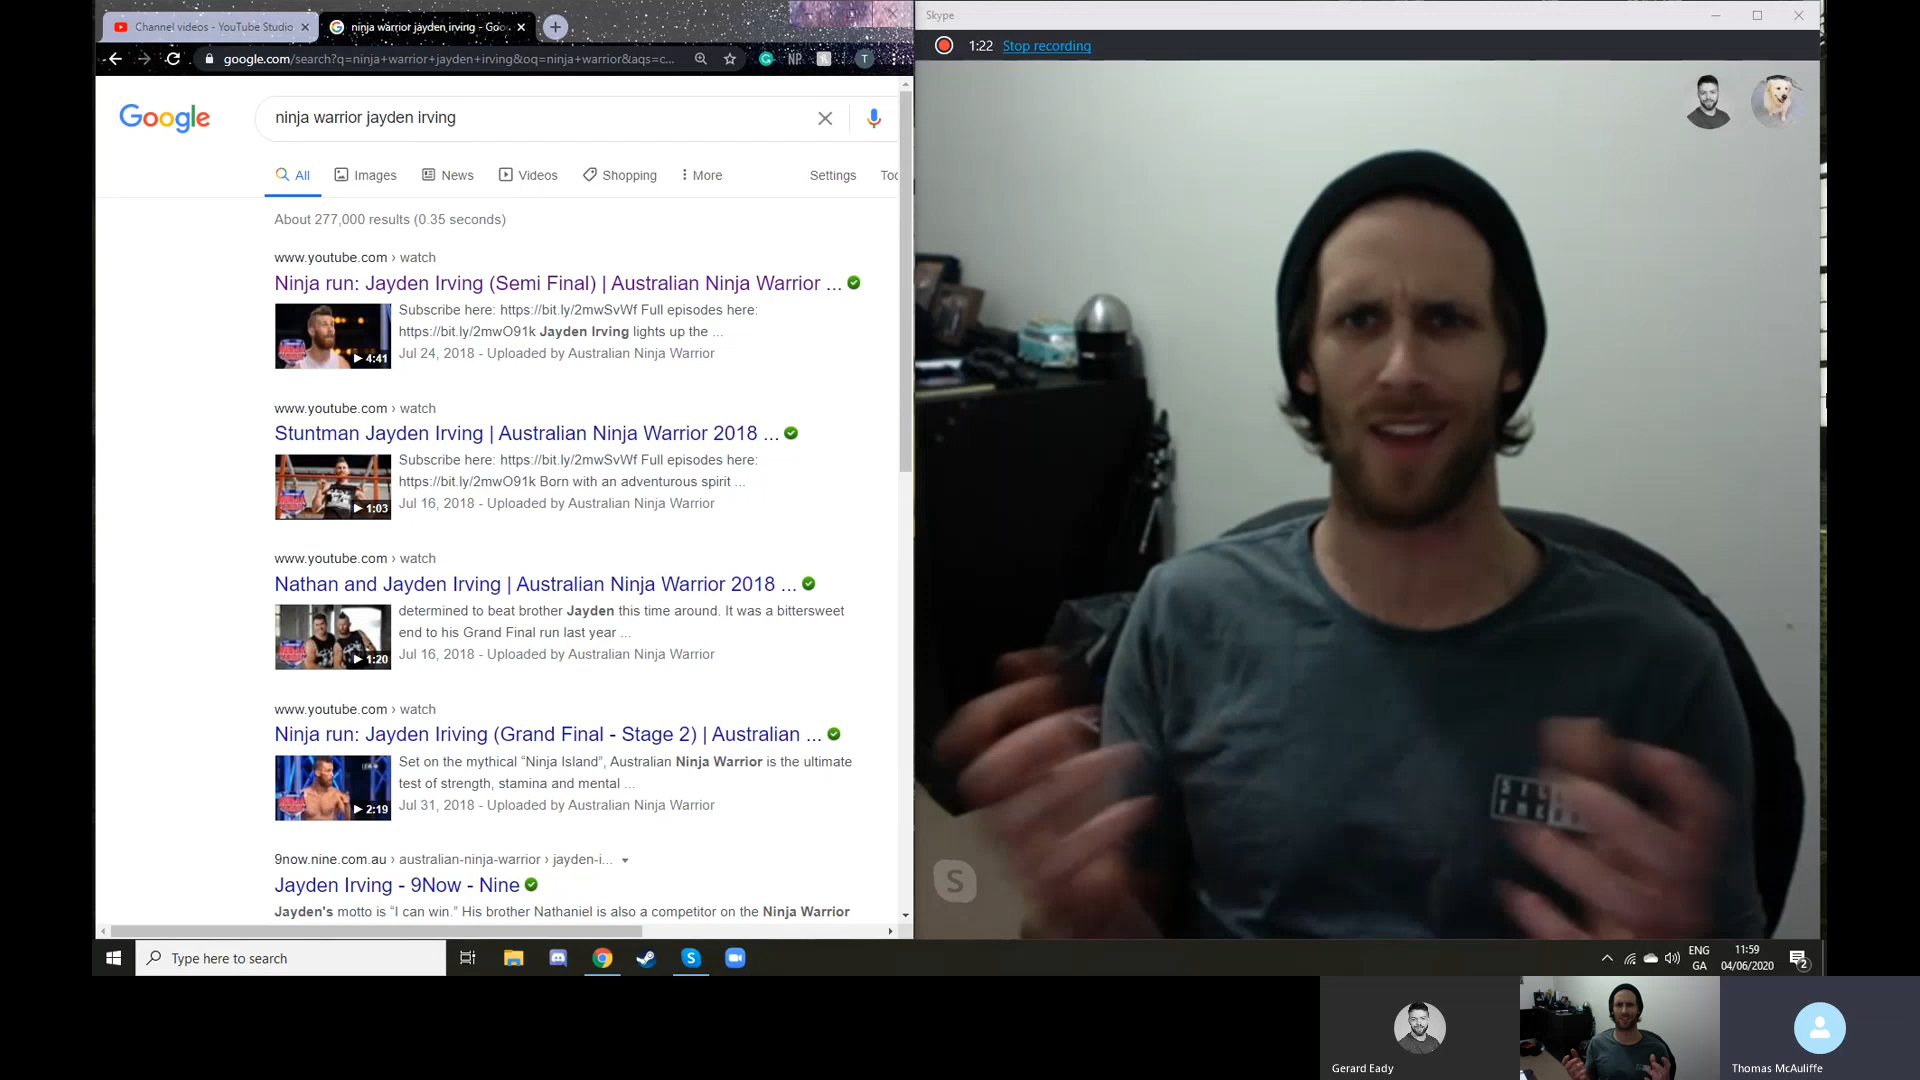 Channel videos - YouTube Studio
ninja warrior jayden irving - Goo
google.com/search?q=ninja+warrior+jayden+irving&oq=ninja+warrior&aqs=c...
NP
T
Google
ninja warrior jayden irving
All
Images
News
Videos
Shopping
More
Settings
Too
About 277,000 results (0.35 seconds)
www.youtube.com › watch
Ninja run: Jayden Irving (Semi Final) | Australian Ninja Warrior ...
Subscribe here: https://bit.ly/2mwSvWf Full episodes here:
https://bit.ly/2mwO91k Jayden Irving lights up the ...
4:41
Jul 24, 2018 - Uploaded by Australian Ninja Warrior
www.youtube.com › watch
Stuntman Jayden Irving | Australian Ninja Warrior 2018 ...
Subscribe here: https://bit.ly/2mwSvWf Full episodes here:
https://bit.ly/2mwO91k Born with an adventurous spirit ...
1:03
Jul 16, 2018 - Uploaded by Australian Ninja Warrior
www.youtube.com › watch
Nathan and Jayden Irving | Australian Ninja Warrior 2018 ...
determined to beat brother Jayden this time around. It was a bittersweet
end to his Grand Final run last year ...
1:20
Jul 16, 2018 - Uploaded by Australian Ninja Warrior
www.youtube.com › watch
Ninja run: Jayden Iriving (Grand Final - Stage 2) | Australian ...
Set on the mythical “Ninja Island”, Australian Ninja Warrior is the ultimate
test of strength, stamina and mental ...
2:19
Jul 31, 2018 - Uploaded by Australian Ninja Warrior
9now.nine.com.au › australian-ninja-warrior › jayden-i...
Jayden Irving - 9Now - Nine
Jayden's motto is “I can win.” His brother Nathaniel is also a competitor on the Ninja Warrior
Skype
1:22 Stop recording
S
Type here to search
ENG
GA
11:59
04/06/2020
2
Gerard Eady
Thomas McAuliffe